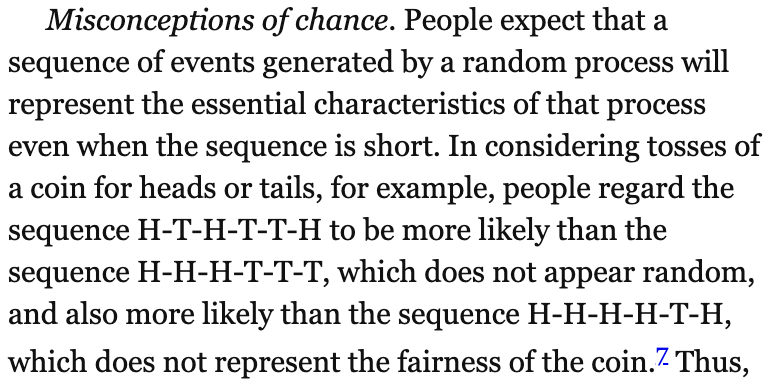 Misconceptions of chance. People expect that a
sequence of events generated by a random process will
represent the essential characteristics of that process
even when the sequence is short. In considering tosses of
a coin for heads or tails, for example, people regard the
sequence H-T-H-T-T-H to be more likely than the
sequence H-H-H-T-T-T, which does not appear random,
and also more likely than the sequence H-H-H-H-T-H,
which does not represent the fairness of the coin.7 Thus,